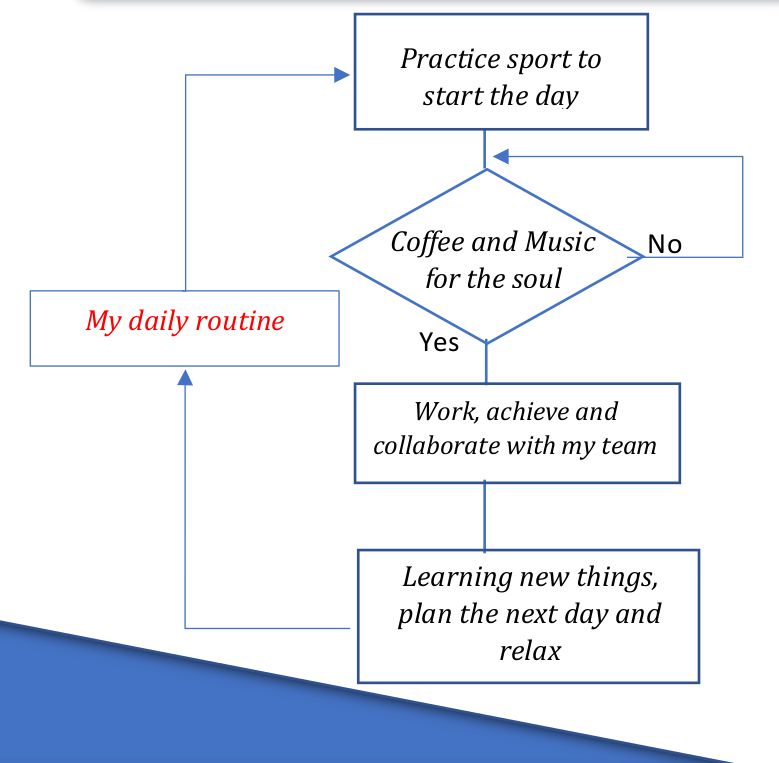 Practice sport to
start the day
Coffee and Music
for the soul
No
My daily routine
Yes
Work, achieve and
collaborate with my team
Learning new things,
plan the next day and
relax